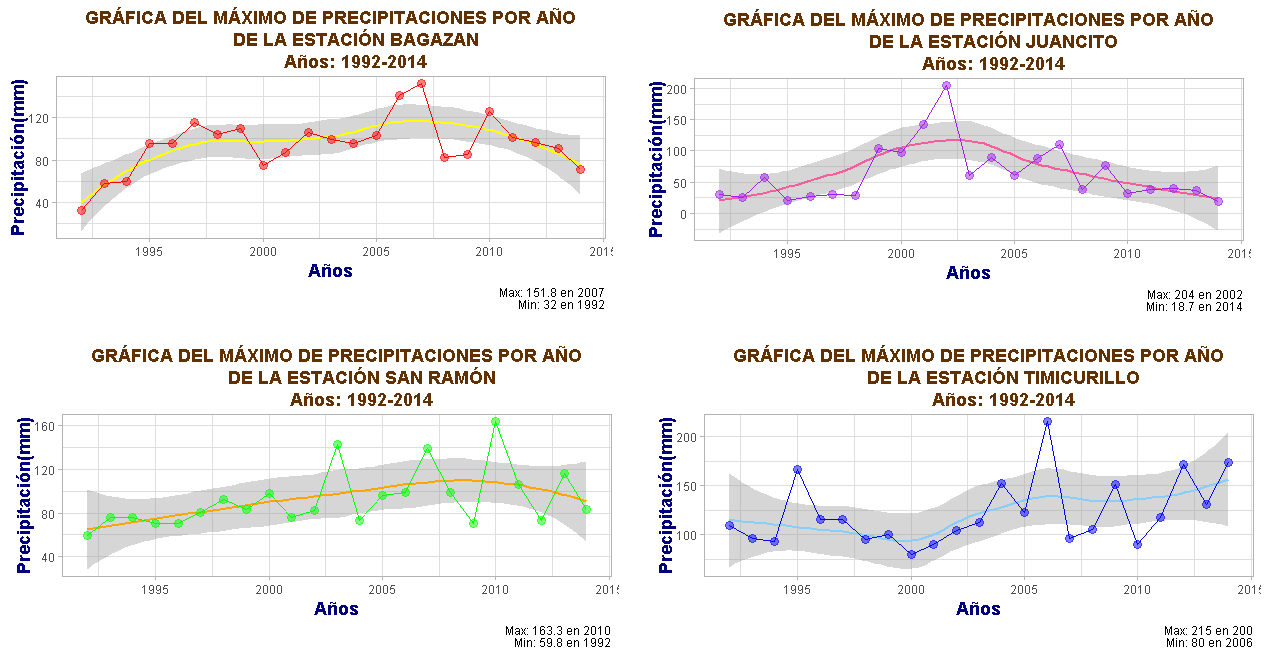 GRÁFICA DEL MÁXIMO DE PRECIPITACIONES POR AÑO
DE LA ESTACIÓN BAGAZAN
Años: 1992-2014
Precipitación(mm)
120
80
40
1995
2000
2005
2010
2015
Años
Max: 151.8 en 2007
Min: 32 en 1992
GRÁFICA DEL MÁXIMO DE PRECIPITACIONES POR AÑO
DE LA ESTACIÓN JUANCITO
Años: 1992-2014
Precipitación(mm)
200
150
100
50
0
1995
2000
2005
2010
2015
Años
Max: 204 en 2002
Min: 18.7 en 2014
GRÁFICA DEL MÁXIMO DE PRECIPITACIONES POR AÑO
DE LA ESTACIÓN SAN RAMÓN
Años: 1992-2014
Precipitación(mm)
160
120
80
40
1995
2000
2005
2010
2015
Años
Max: 163.3 en 2010
Min: 59.8 en 1992
GRÁFICA DEL MÁXIMO DE PRECIPITACIONES POR AÑO
DE LA ESTACIÓN TIMICURILLO
Años: 1992-2014
Precipitación(mm)
200
150
100
1995
2000
2005
2010
2015
Años
Max: 215 en 200
Min: 80 en 2006